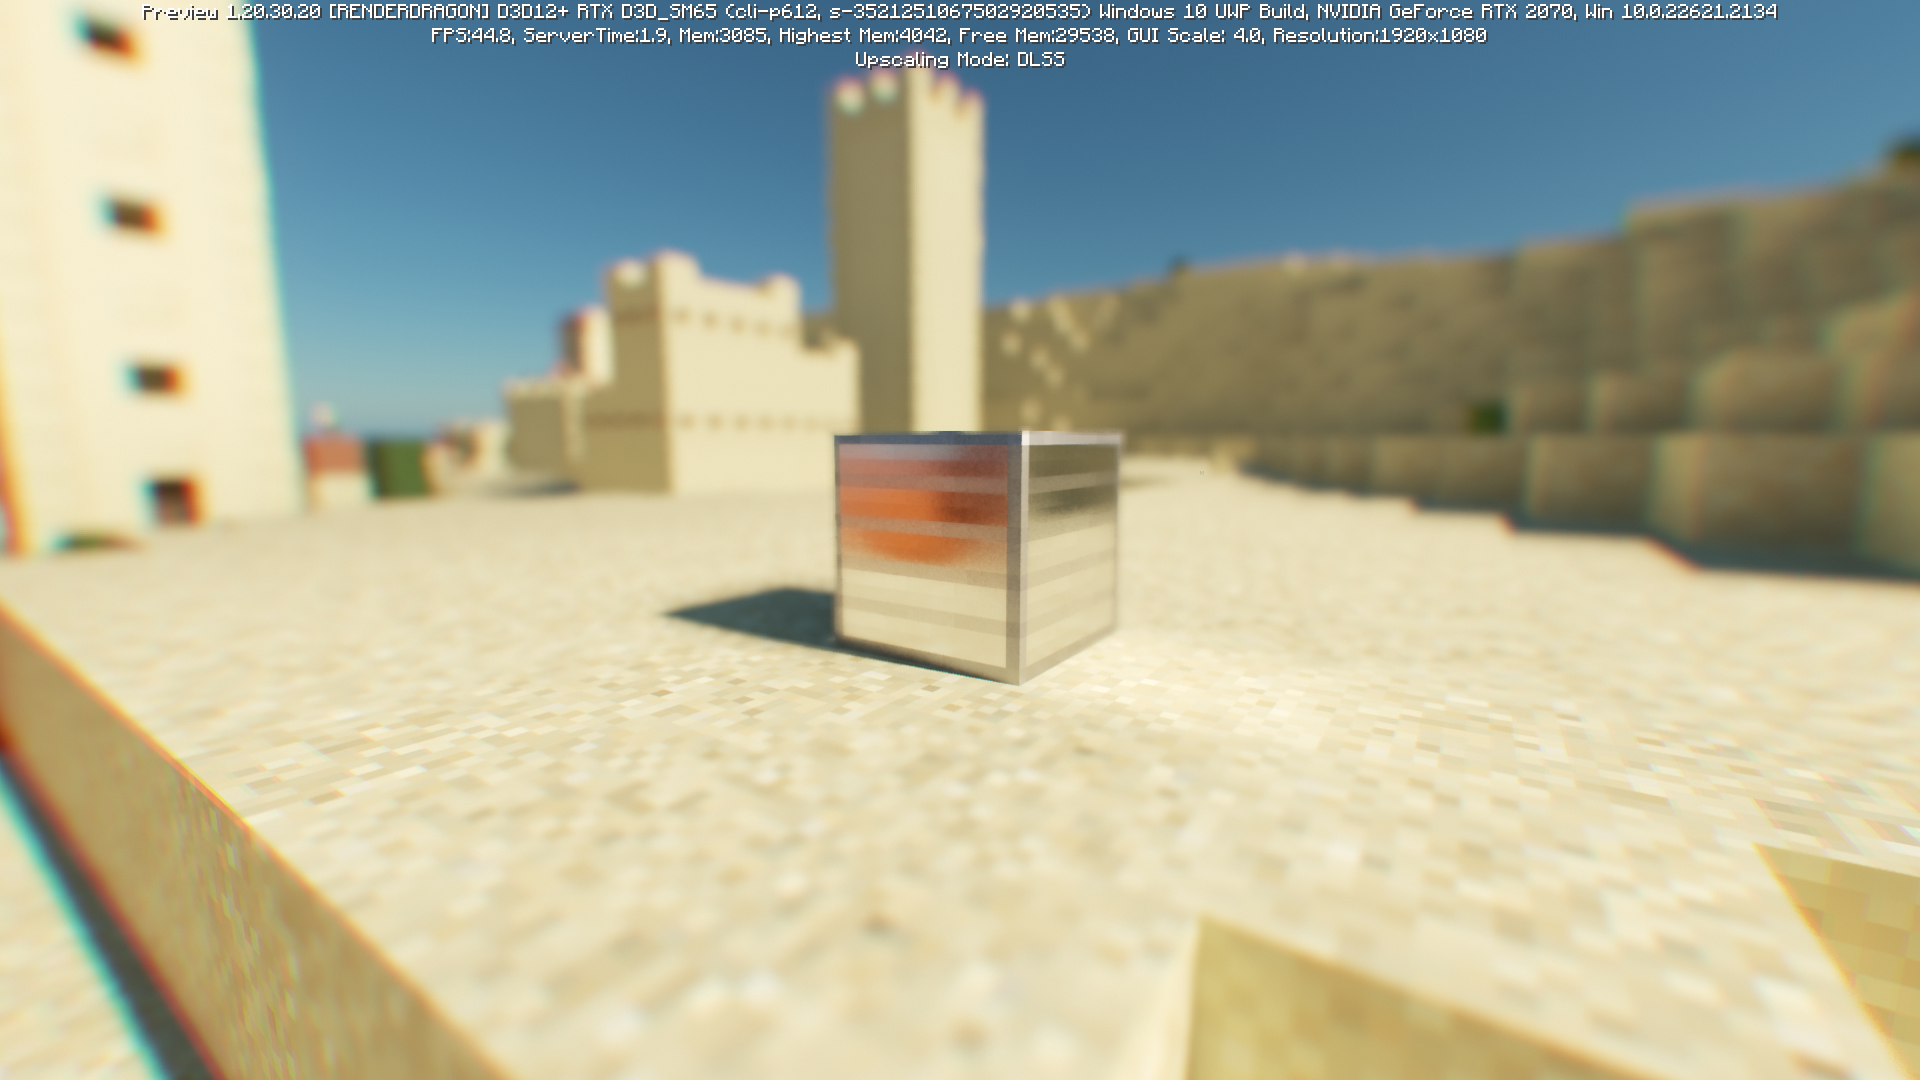 Preview 1.20.30.20 [RENDERDRAGON] D3D12+ RTX D3D_SM65 (cli-p612, s-3521251067502920535) Windows 10 UWP Build, NVIDIA GeForce RTX 2070, Win 10.0.22621.2134
FPS:44.8, ServerTime:1.9, Mem:3085, Highest Mem:4042, Free Mem:29538, GUI Scale: 4.0, Resolution:1920x1080
Upscaling Mode: DLSS